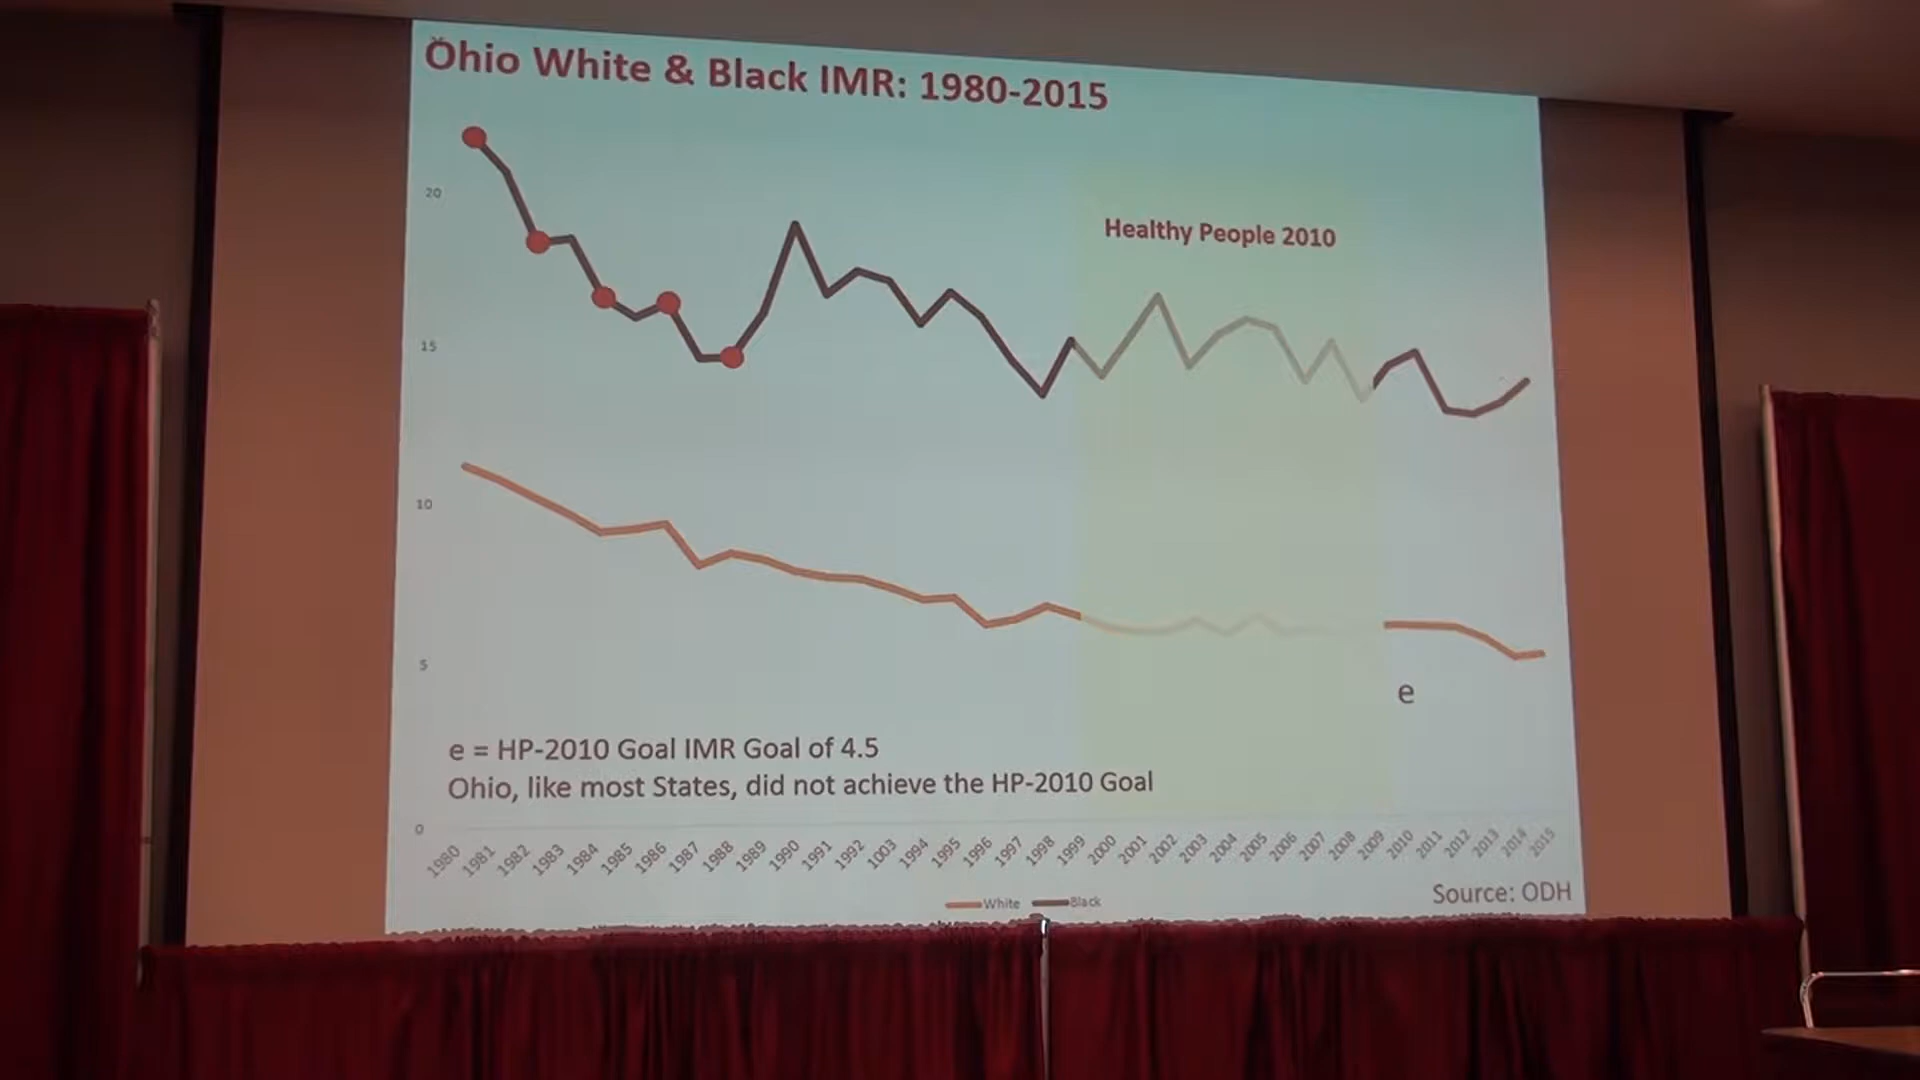 Öhio White & Black IMR: 1980-2015
20
15
10
5
0
Healthy People 2010
e
e = HP-2010 Goal IMR Goal of 4.5
Ohio, like most States, did not achieve the HP-2010 Goal
1980 1981 1982 1983 1984 1985 1986 1987 1988 1989 1990 1991 1992 1003 1994 1995 1996 1997 1998 1999 2000 2001 2002 2003 2004 2005 2006 2007 2008 2009 2010 2011 2012 2013 2014 2015
White Black
Source: ODH